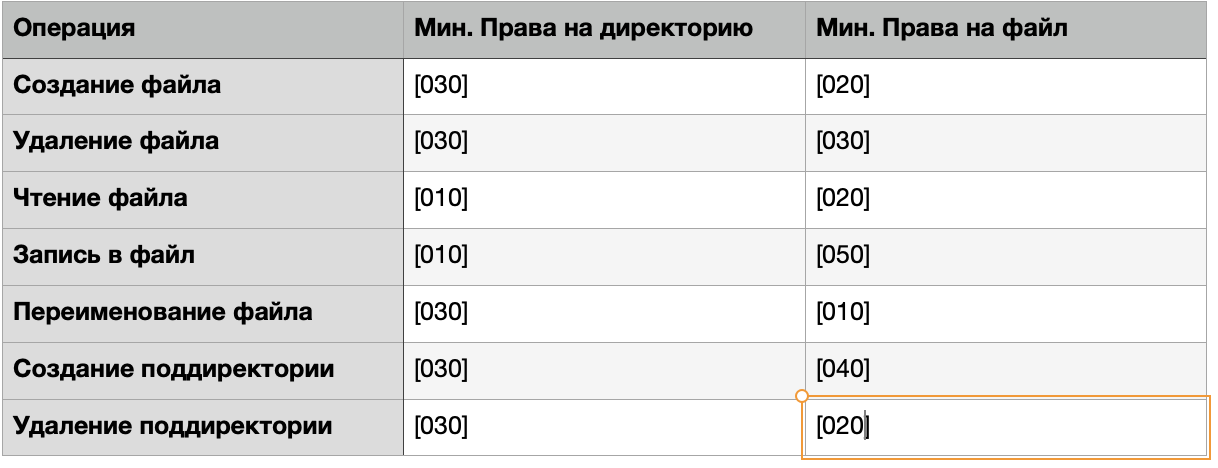 Операция Мин. Права на директорию Мин. Права на файл
Создание файла [030] [020]
Удаление файла [030] [030]
Чтение файла [010] [020]
Запись в файл [010] [050]
Переименование файла [030] [010]
Создание поддиректории [030] [040]
Удаление поддиректории [030] [020]